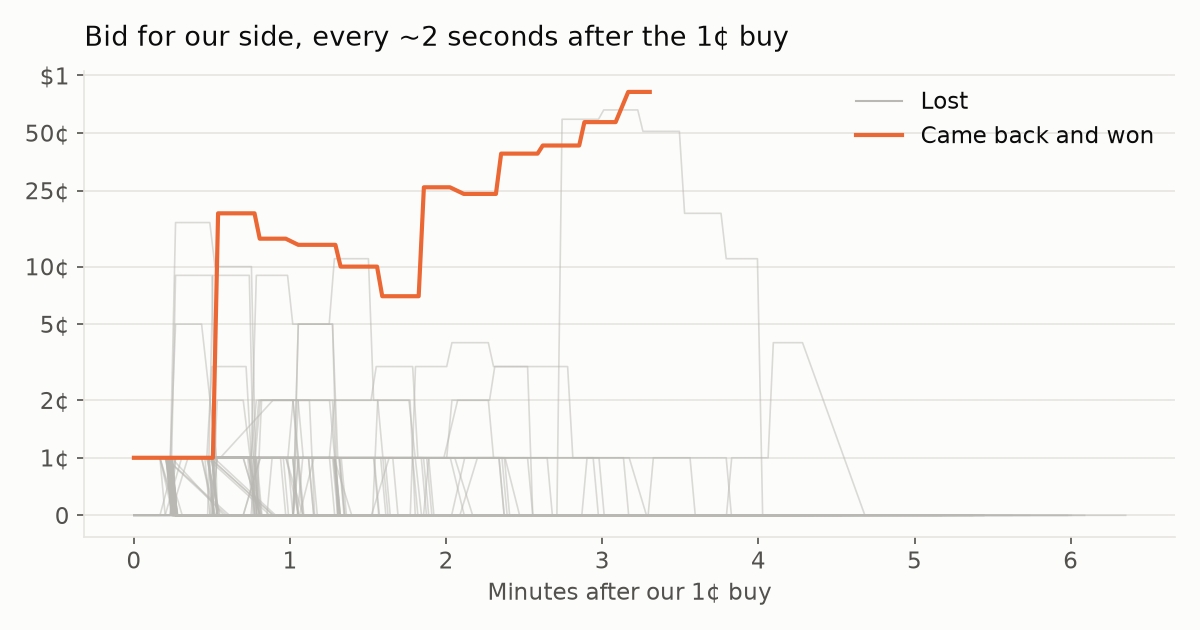 Bid for our side, every ~2 seconds after the 1¢ buy
$1
50¢
25¢
10¢
5¢
2¢
1¢
0
Lost
Came back and won
0 1 2 3 4 5 6
Minutes after our 1¢ buy